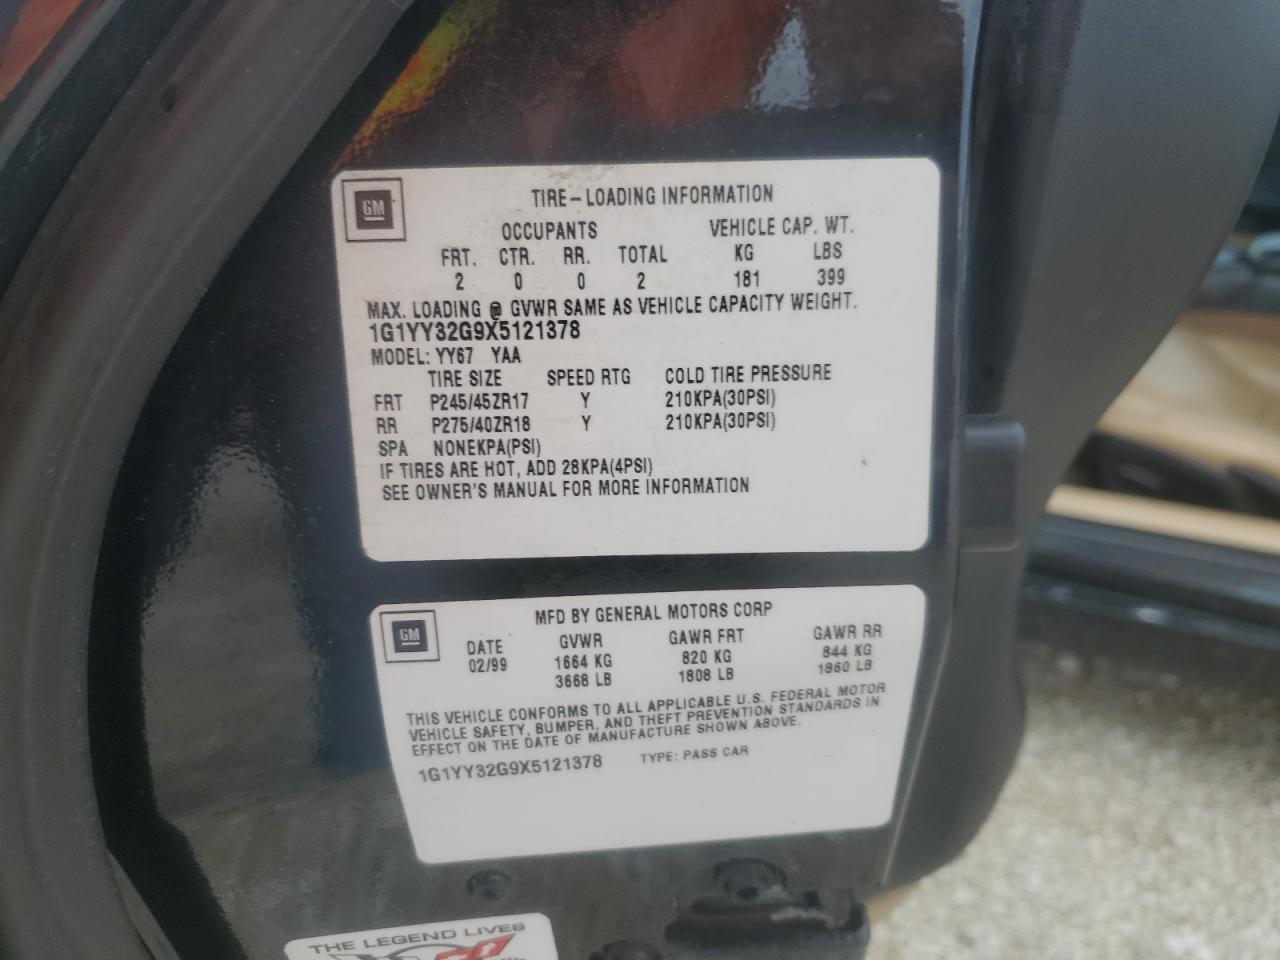 GM
TIRE-LOADING INFORMATION
OCCUPANTS VEHICLE CAP. WT.
FRT. CTR. RR. TOTAL KG LBS
2 0 0 2 181 399
MAX. LOADING @ GVWR SAME AS VEHICLE CAPACITY WEIGHT.
1G1YY32G9X5121378
MODEL: YY67 YAA
TIRE SIZE SPEED RTG COLD TIRE PRESSURE
FRT P245/45ZR17 Y 210KPA(30PSI)
RR P275/40ZR18 Y 210KPA(30PSI)
SPA NONEKPA(PSI)
IF TIRES ARE HOT, ADD 28KPA(4PSI)
SEE OWNER'S MANUAL FOR MORE INFORMATION
GM
MFD BY GENERAL MOTORS CORP
DATE GVWR GAWR FRT GAWR RR
02/99 1664 KG 820 KG 844 KG
3668 LB 1808 LB 1860 LB
THIS VEHICLE CONFORMS TO ALL APPLICABLE U.S. FEDERAL MOTOR
VEHICLE SAFETY, BUMPER, AND THEFT PREVENTION STANDARDS IN
EFFECT ON THE DATE OF MANUFACTURE SHOWN ABOVE.
1G1YY32G9X5121378 TYPE: PASS CAR
THE LEGEND LIVES